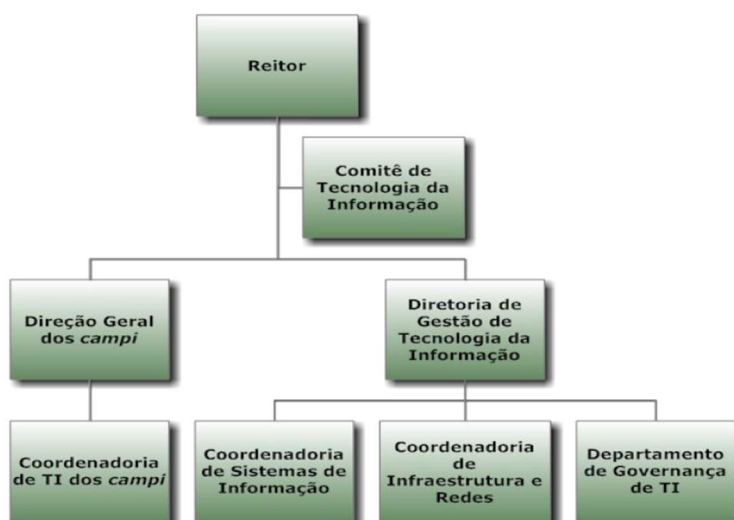 Reitor
Comitê de
Tecnologia da
Informação
Direção Geral
dos campi
Diretoria de
Gestão de
Tecnologia da
Informação
Coordenadoria
de TI dos campi
Coordenadoria
de Sistemas de
Informação
Coordenadoria
de
Infraestrutura e
Redes
Departamento
de Governança
de TI